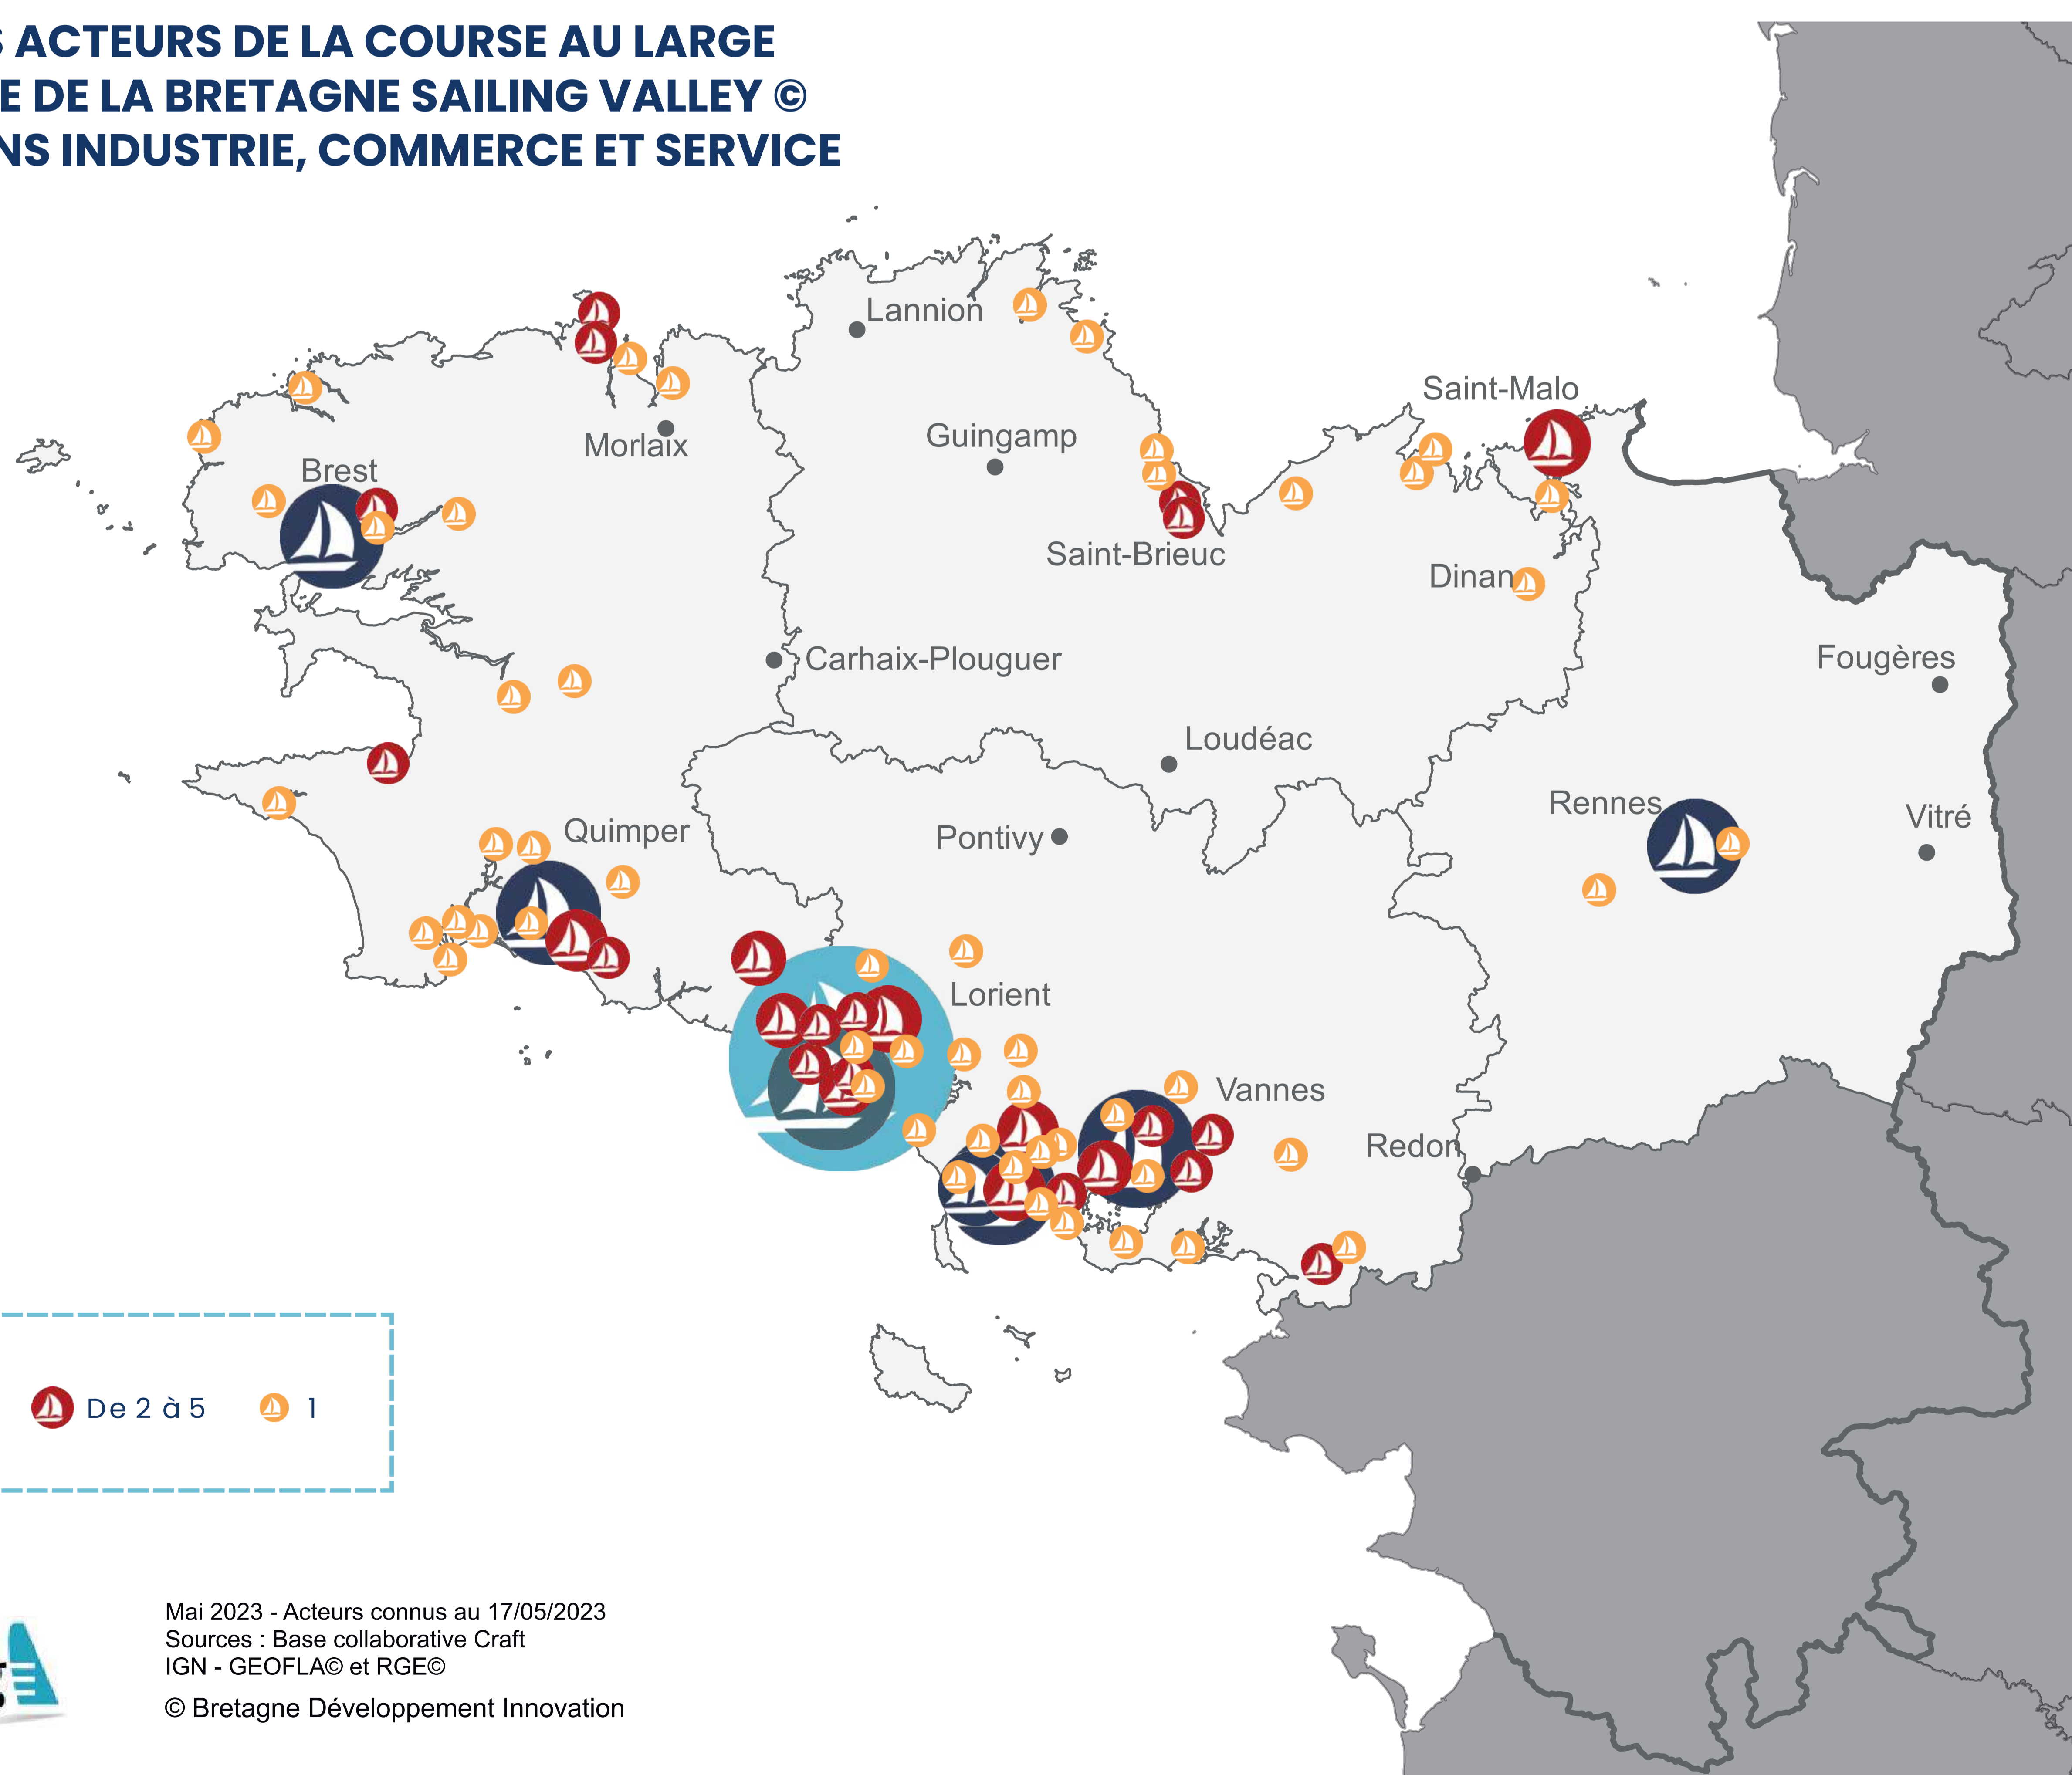 S ACTEURS DE LA COURSE AU LARGE
E DE LA BRETAGNE SAILING VALLEY ©
NS INDUSTRIE, COMMERCE ET SERVICE
Lannion
Saint-Malo
Morlaix
Guingamp
Brest
Saint-Brieuc
Dinan
Carhaix-Plouguer
Fougères
Loudéac
Rennes
Vitré
Quimper
Pontivy
Lorient
Vannes
Redon
De 2 à 5
1
Mai 2023 - Acteurs connus au 17/05/2023
Sources : Base collaborative Craft
IGN - GEOFLA© et RGE©
© Bretagne Développement Innovation